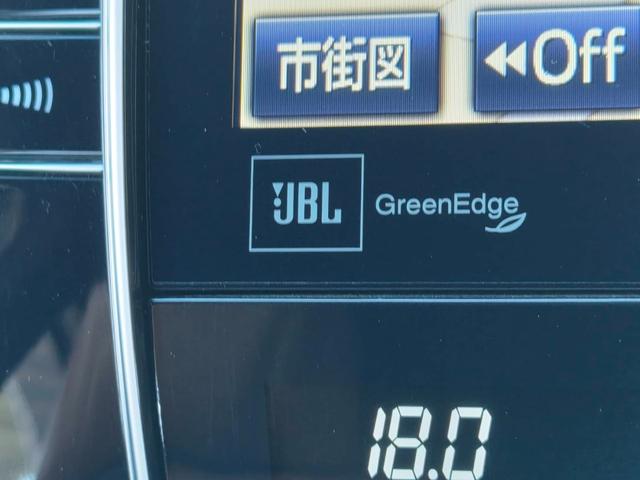 市街図
◀◀Off
JBL GreenEdge
18.0